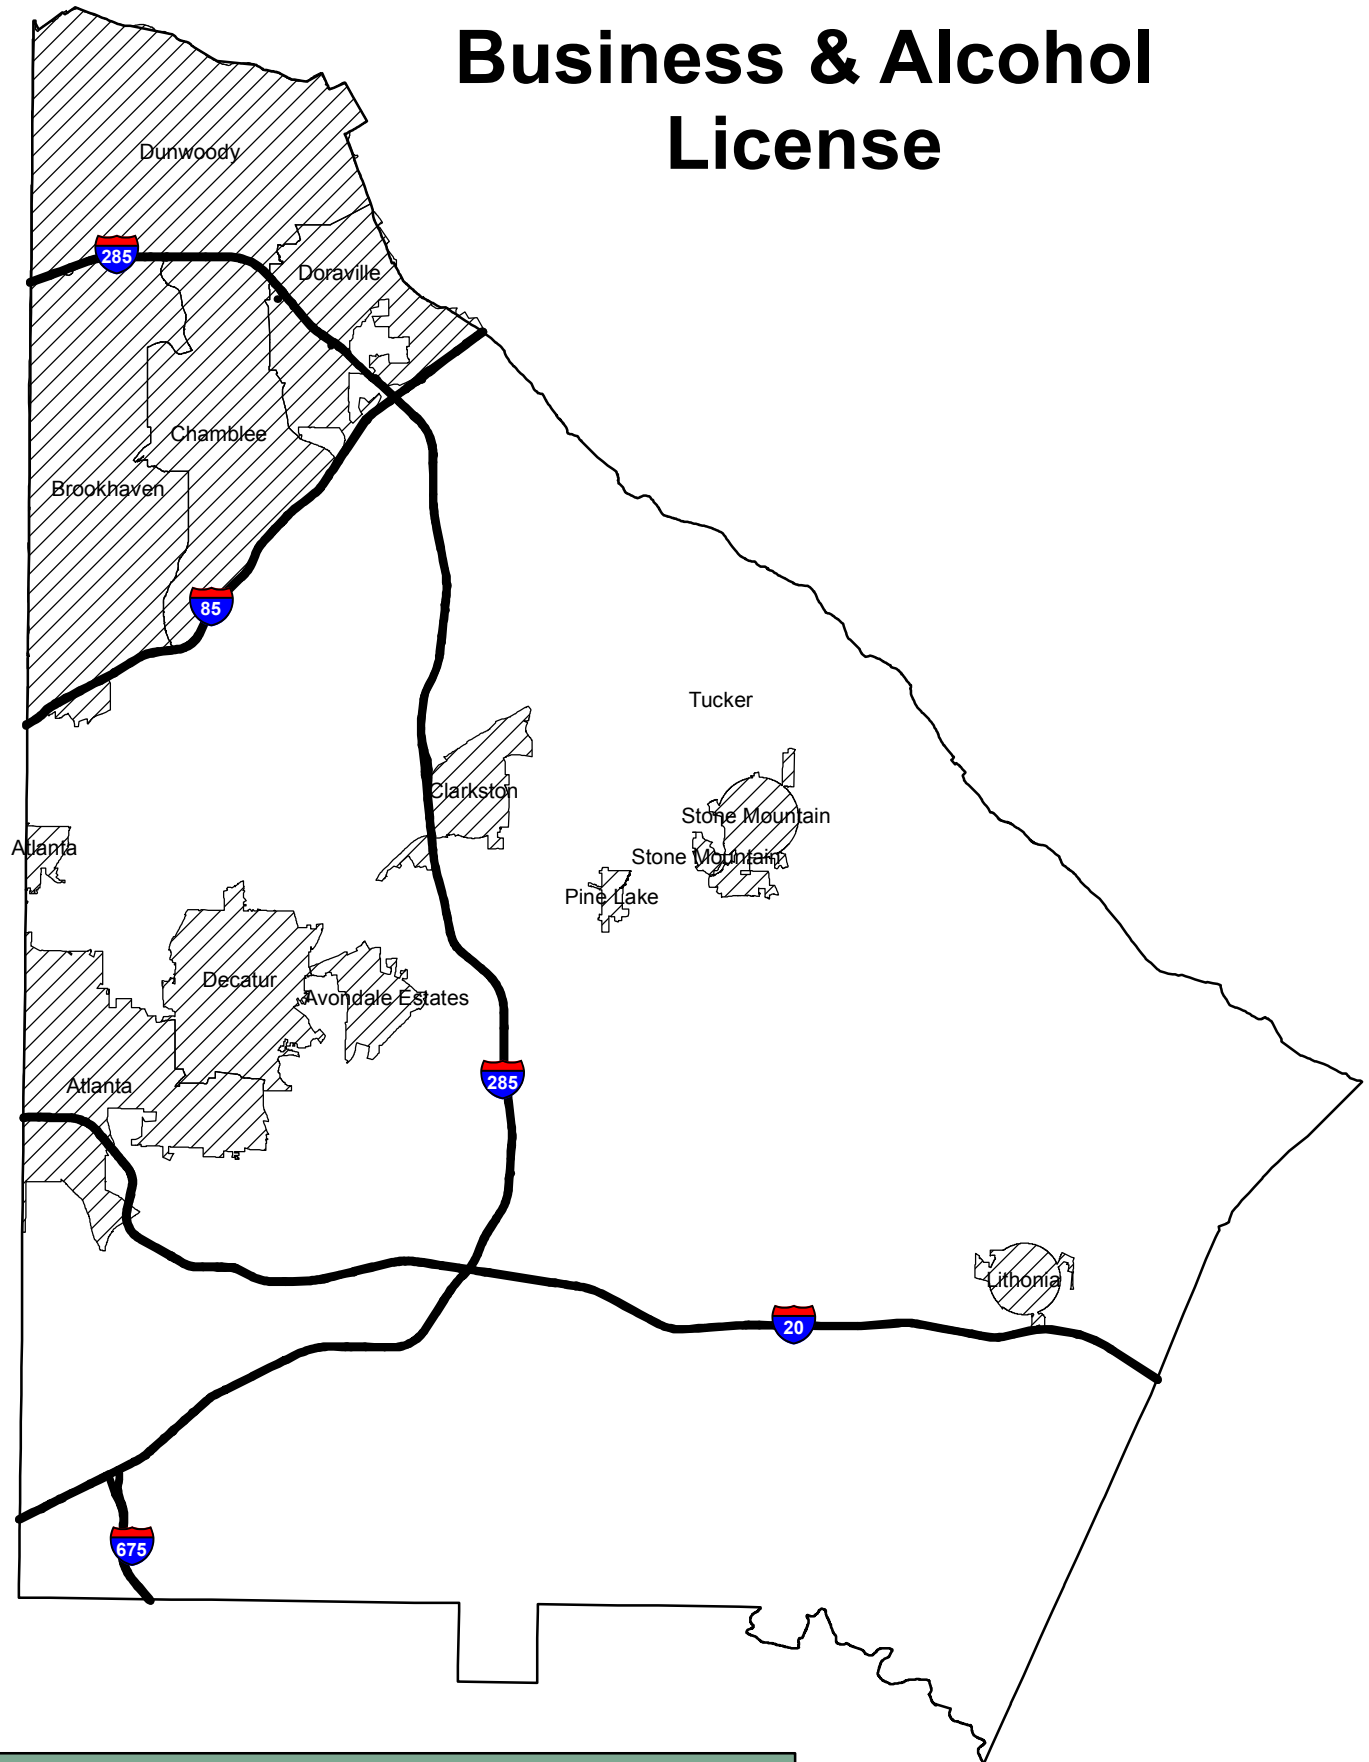 Business & Alcohol
License
Dunwoody
285
Doraville
Chamblee
Brookhaven
85
Tucker
Clarkston
Stone Mountain
Atlanta
Stone Mountain
Pine Lake
Decatur
Avondale Estates
285
Atlanta
Lithonia
20
675